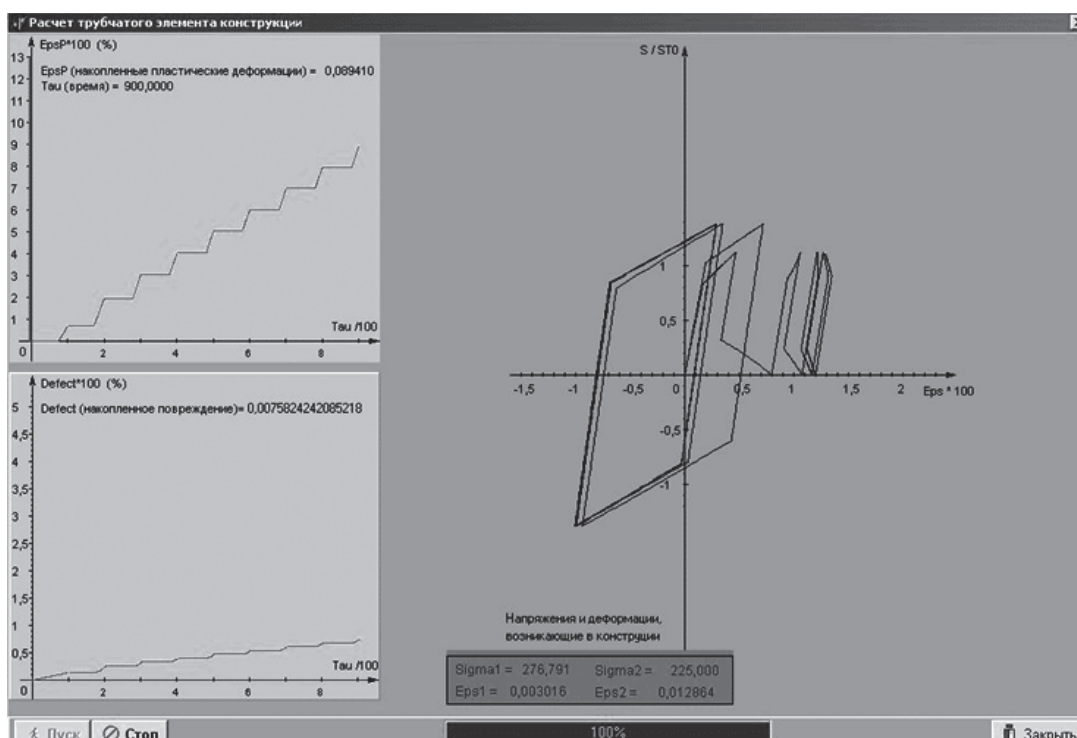 Расчет трубчатого элемента конструкции
EpsP*100 (%)
EpsP (накопленные пластические деформации) = 0,089410
Tau (время) = 900,0000
13
12
11
10
9
8
7
6
5
4
3
2
1
0
2
4
6
8
Tau /100
Defect*100 (%)
Defect (накопленное повреждение)= 0,0075824242085218
5
4,5
4
3,5
3
2,5
2
1,5
1
0,5
0
2
4
6
8
Tau /100
S / ST0
1
0,5
-1,5
-1
-0,5
0
0,5
1
1,5
2
Eps * 100
-0,5
-1
Напряжения и деформации,
возникающие в конструции
Sigma1 = 276,791 Sigma2 = 225,000
Eps1 = 0,003016 Eps2 = 0,012864
Пуск
Стоп
100%
Закрыть